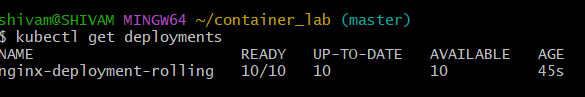 shivam@SHIVAM MINGW64 ~/container_lab (master)
$ kubectl get deployments
NAME READY UP-TO-DATE AVAILABLE AGE
nginx-deployment-rolling 10/10 10 10 45s